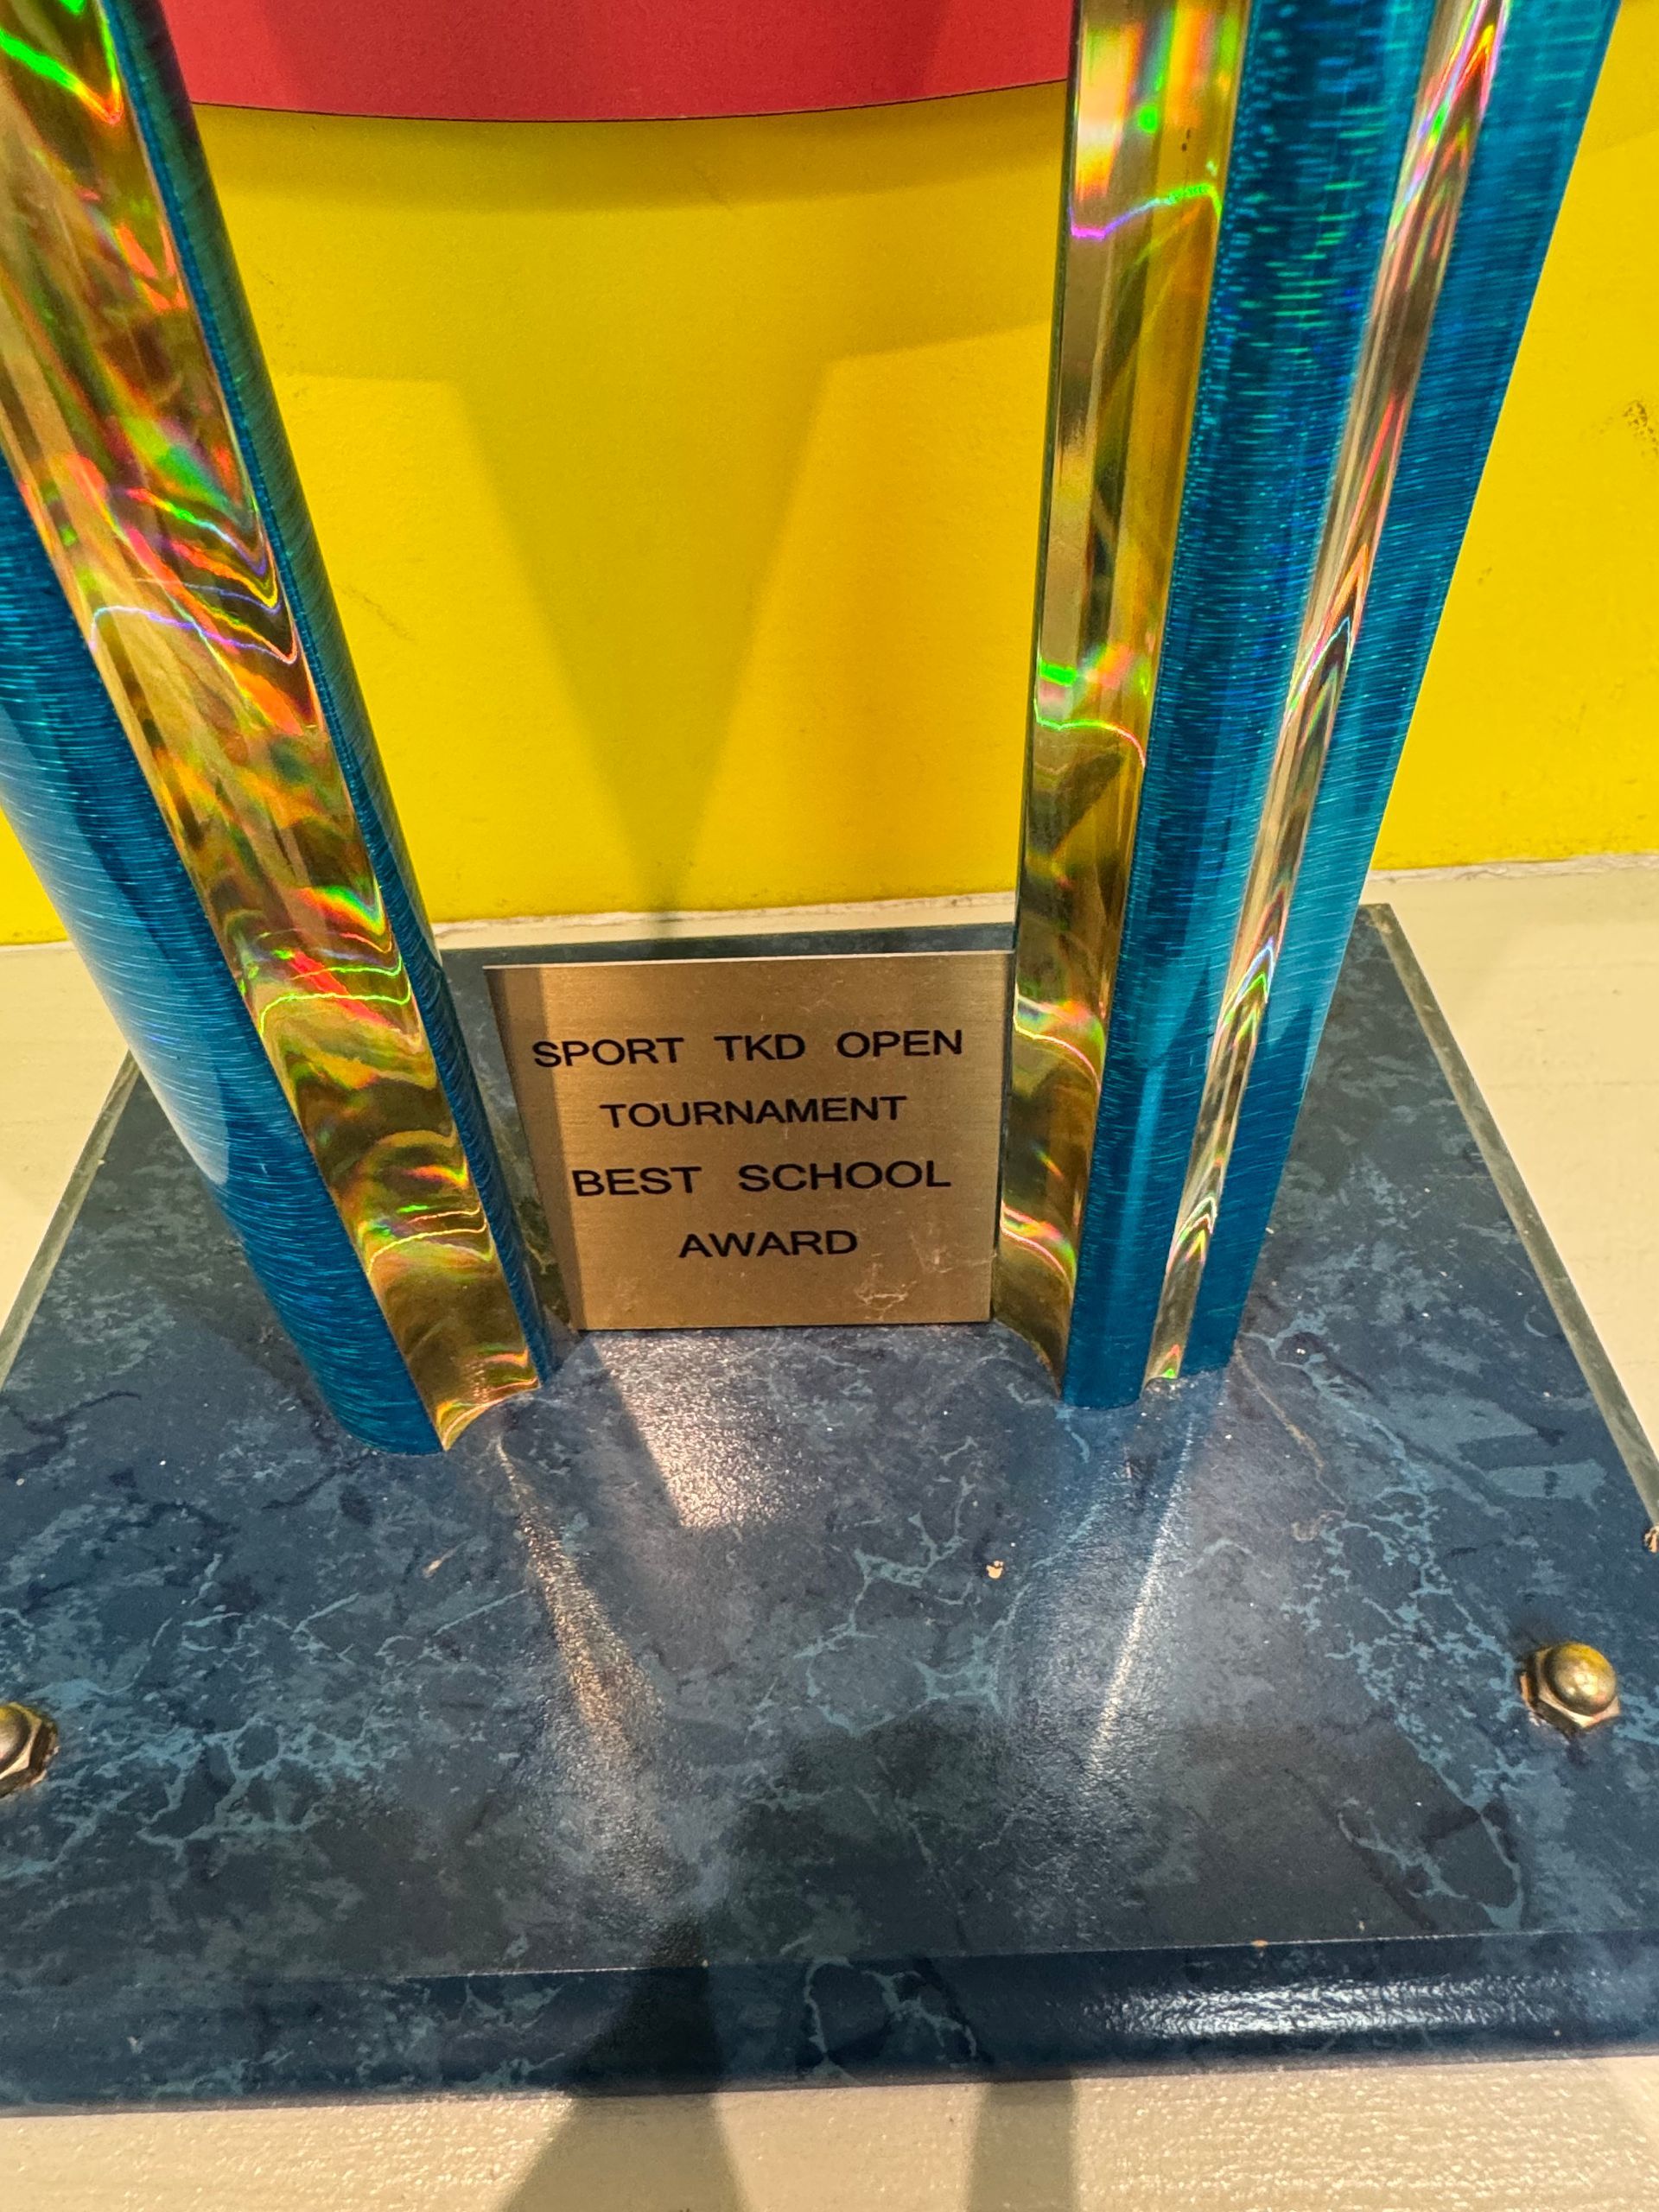 SPORT TKD OPEN
TOURNAMENT
BEST SCHOOL
AWARD